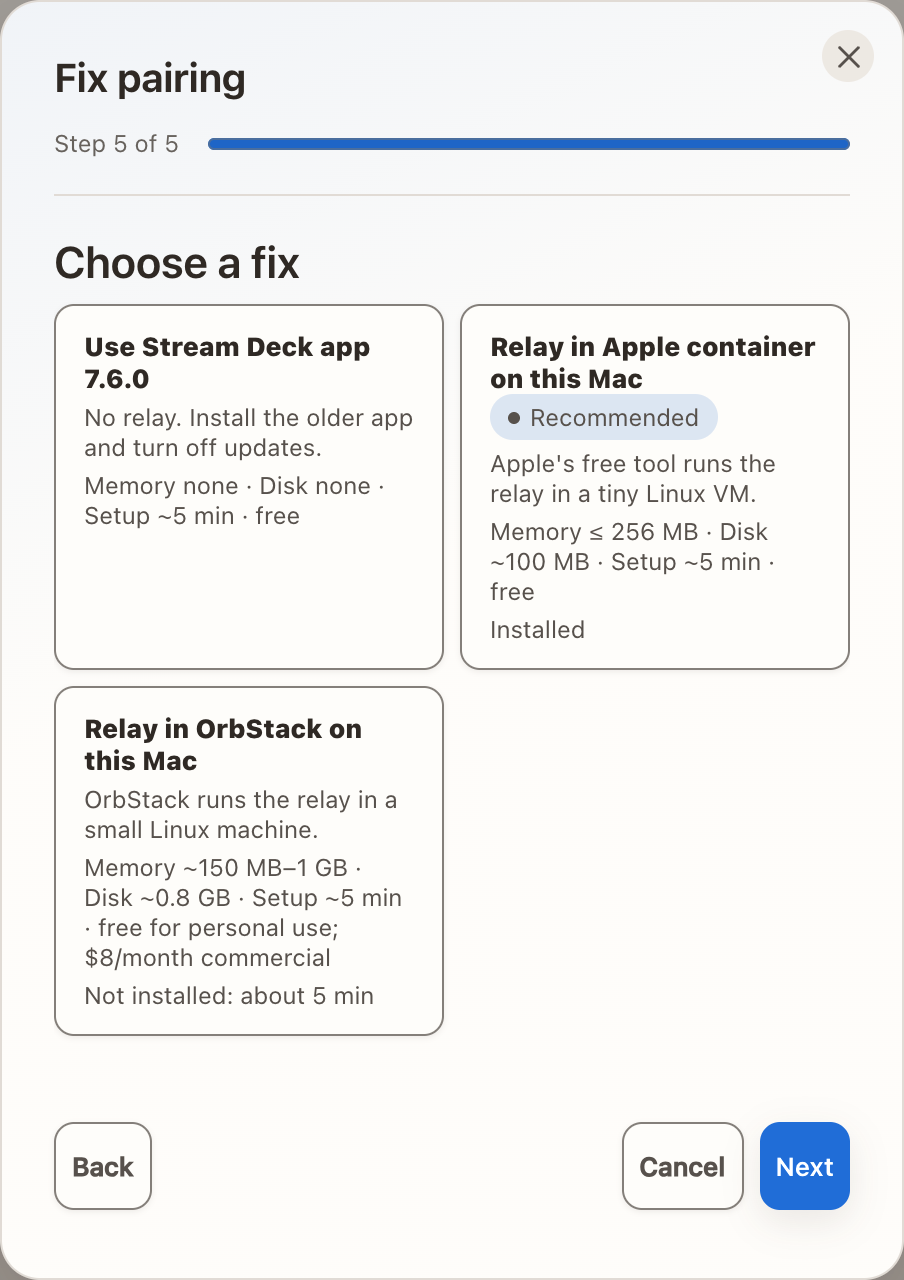 Fix pairing
Step 5 of 5
Choose a fix
Use Stream Deck app
7.6.0
No relay. Install the older app
and turn off updates.
Memory none · Disk none ·
Setup ~5 min · free
Relay in Apple container
on this Mac
Recommended
Apple's free tool runs the
relay in a tiny Linux VM.
Memory ≤ 256 MB · Disk
~100 MB · Setup ~5 min ·
free
Installed
Relay in OrbStack on
this Mac
OrbStack runs the relay in a
small Linux machine.
Memory ~150 MB–1 GB ·
Disk ~0.8 GB · Setup ~5 min
· free for personal use;
$8/month commercial
Not installed: about 5 min
Back
Cancel
Next